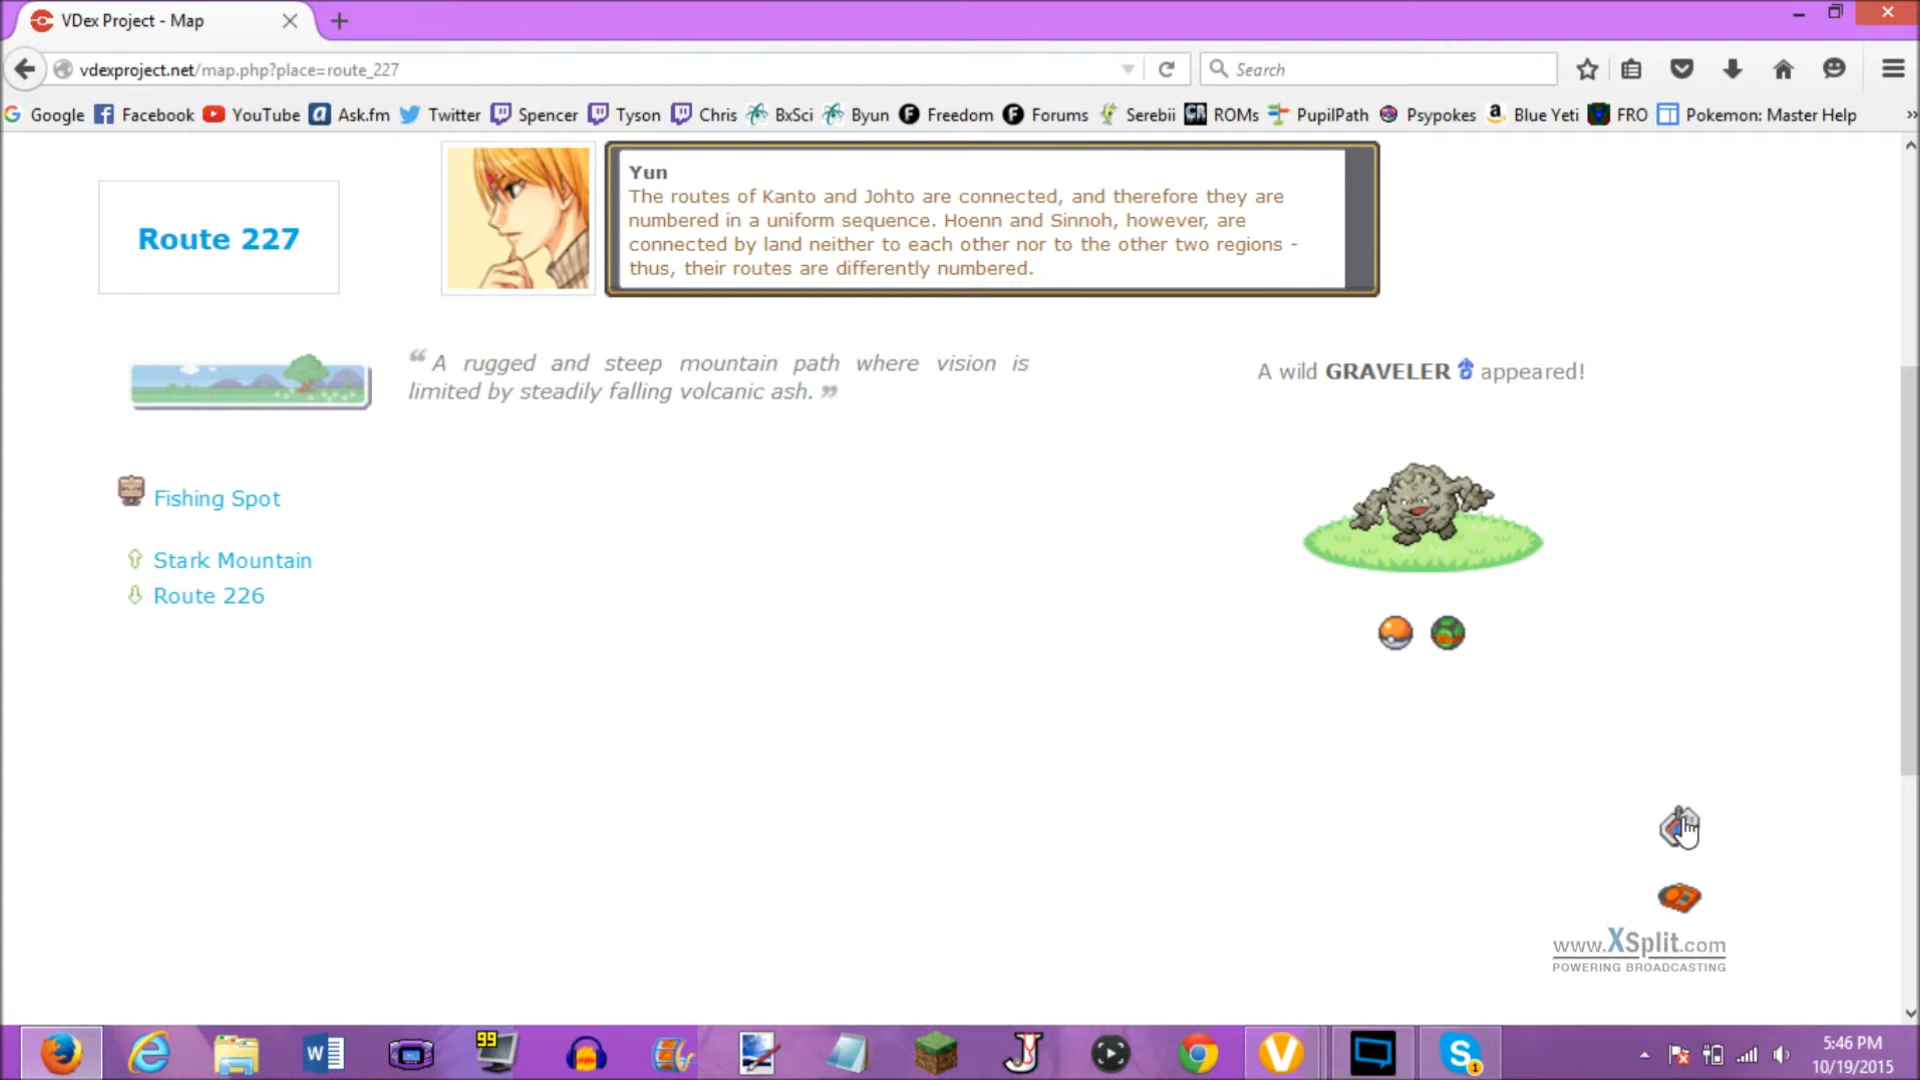 VDex Project - Map
vdexproject.net/map.php?place=route_227
Search
Google Facebook YouTube Ask.fm Twitter Spencer Tyson Chris BxSci Byun Freedom Forums Serebii ROMs PupilPath Psypokes Blue Yeti FRO Pokemon: Master Help
Route 227
Yun
The routes of Kanto and Johto are connected, and therefore they are
numbered in a uniform sequence. Hoenn and Sinnoh, however, are
connected by land neither to each other nor to the other two regions -
thus, their routes are differently numbered.
“ A rugged and steep mountain path where vision is
limited by steadily falling volcanic ash. ”
A wild GRAVELER appeared!
Fishing Spot
Stark Mountain
Route 226
www.XSplit.com
POWERING BROADCASTING
99
5:46 PM
10/19/2015